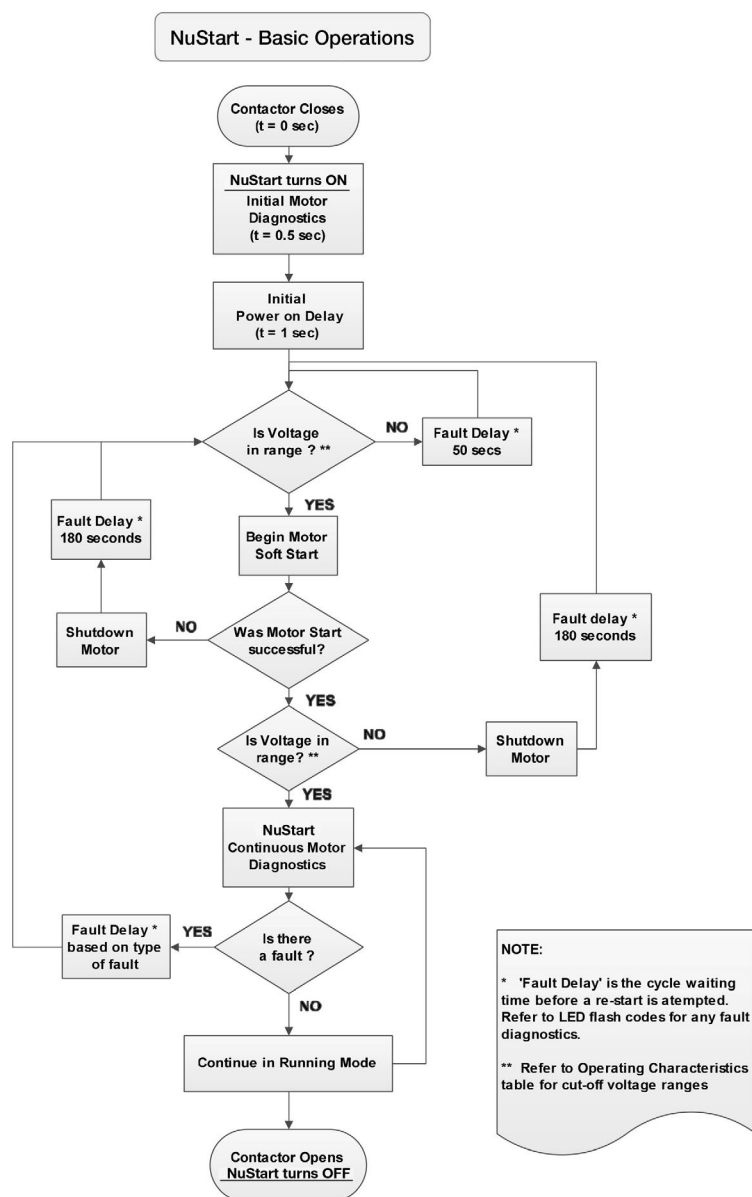 NuStart - Basic Operations
Contactor Closes
(t = 0 sec)
NuStart turns ON
Initial Motor
Diagnostics
(t = 0.5 sec)
Initial
Power on Delay
(t = 1 sec)
Is Voltage
in range ? **
NO
Fault Delay *
50 secs
YES
Fault Delay *
180 seconds
Begin Motor
Soft Start
Shutdown
Motor
NO
Was Motor Start
successful?
Fault delay *
180 seconds
YES
Is Voltage in
range? **
NO
Shutdown
Motor
YES
NuStart
Continuous Motor
Diagnostics
Fault Delay *
based on type
of fault
YES
Is there
a fault ?
NO
Continue in Running Mode
Contactor Opens
NuStart turns OFF
NOTE:
* 'Fault Delay' is the cycle waiting
time before a re-start is atempted.
Refer to LED flash codes for any fault
diagnostics.
** Refer to Operating Characteristics
table for cut-off voltage ranges